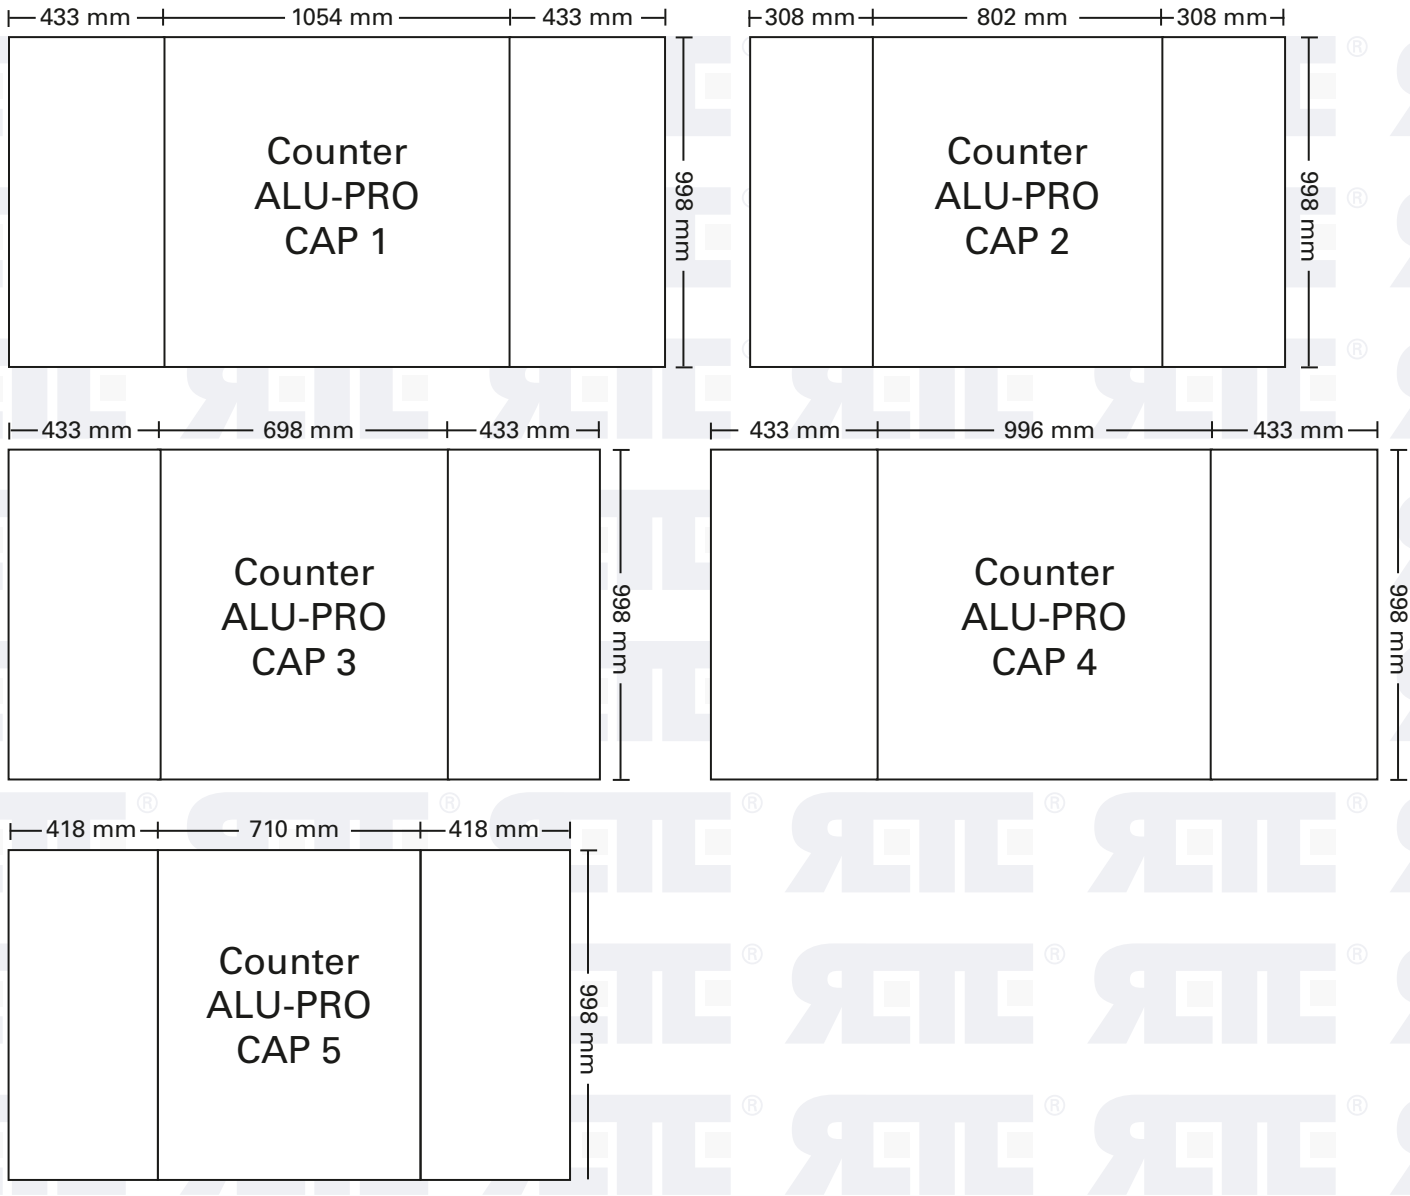 433 mm 1054 mm 433 mm
Counter
ALU-PRO
CAP 1
998 mm
308 mm 802 mm 308 mm
Counter
ALU-PRO
CAP 2
998 mm
433 mm 698 mm 433 mm
Counter
ALU-PRO
CAP 3
998 mm
433 mm 996 mm 433 mm
Counter
ALU-PRO
CAP 4
998 mm
418 mm 710 mm 418 mm
Counter
ALU-PRO
CAP 5
998 mm